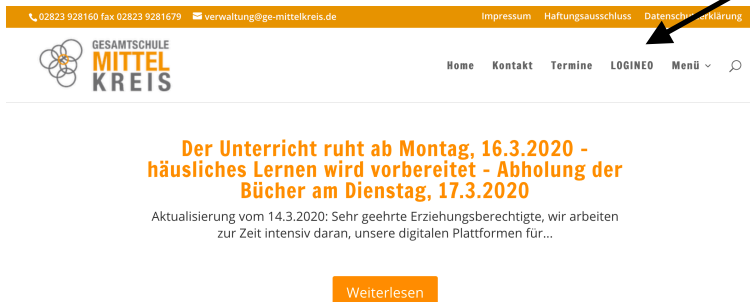 02823 928160 fax 02823 9281679 verwaltung@ge-mittelkreis.de Impressum Haftungsausschluss Datenschutzerklärung
GESAMTSCHULE
MITTEL
KREIS
Home Kontakt Termine LOGINEO Menü
Der Unterricht ruht ab Montag, 16.3.2020 -
häusliches Lernen wird vorbereitet - Abholung der
Bücher am Dienstag, 17.3.2020
Aktualisierung vom 14.3.2020: Sehr geehrte Erziehungsberechtigte, wir arbeiten
zur Zeit intensiv daran, unsere digitalen Plattformen für...
Weiterlesen